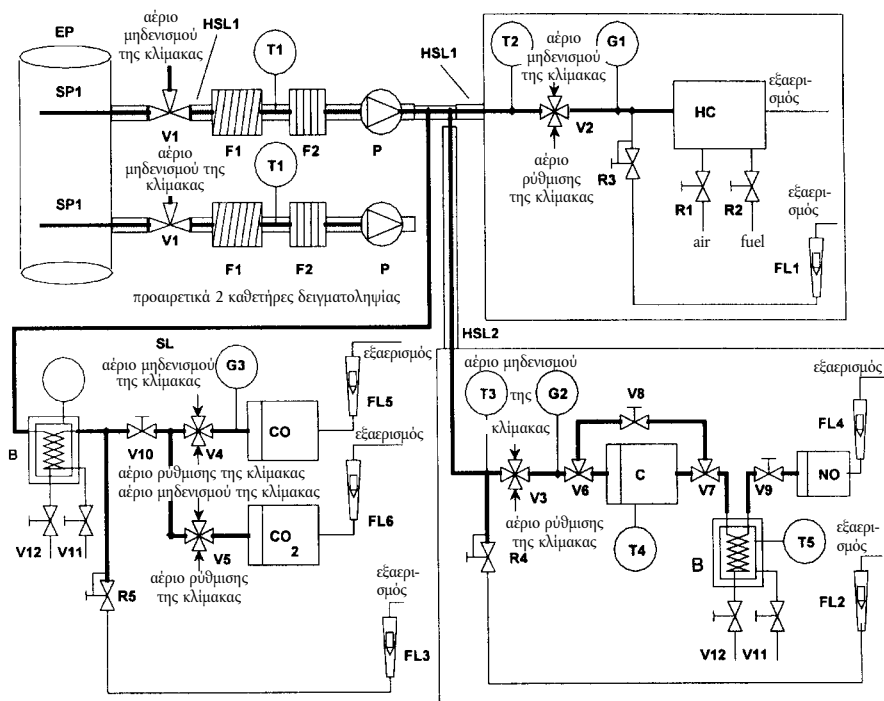 EP
αέριο
μηδενισμού
της κλίμακας
HSL1
T1
SP1
V1
F1
F2
P
αέριο
μηδενισμού της
κλίμακας
T1
SP1
V1
F1
F2
P
προαιρετικά 2 καθετήρες δειγματοληψίας
HSL1
T2
αέριο
μηδενισμού
της κλίμακας
G1
V2
αέριο
ρύθμισης
της κλίμακας
HC
εξαερι-
σμός
R3
R1
R2
air
fuel
εξαερι-
σμός
FL1
HSL2
SL
αέριο μηδενισμού
της κλίμακας
G3
εξαερισμός
FL5
B
V10
V4
CO
εξαερισμός
αέριο ρύθμισης της κλίμακας
αέριο μηδενισμού της κλίμακας
FL6
V12
V11
V5
CO2
αέριο ρύθμισης
της κλίμακας
R5
εξαερι-
σμός
FL3
αέριο μηδενισμού
της
κλίμακας
T3
G2
V8
εξαερισμός
FL4
V3
V6
C
V7
V9
NO
αέριο ρύθμισης
της κλίμακας
R4
T4
B
T5
εξαερι-
σμός
FL2
V12
V11